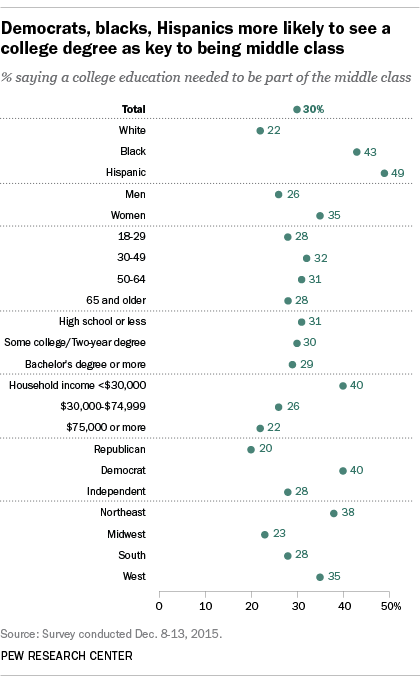 Democrats, blacks, Hispanics more likely to see a
college degree as key to being middle class
% saying a college education needed to be part of the middle class
Total 30%
White 22
Black 43
Hispanic 49
Men 26
Women 35
18-29 28
30-49 32
50-64 31
65 and older 28
High school or less 31
Some college/Two-year degree 30
Bachelor's degree or more 29
Household income <$30,000 40
$30,000-$74,999 26
$75,000 or more 22
Republican 20
Democrat 40
Independent 28
Northeast 38
Midwest 23
South 28
West 35
0 10 20 30 40 50%
Source: Survey conducted Dec. 8-13, 2015.
PEW RESEARCH CENTER